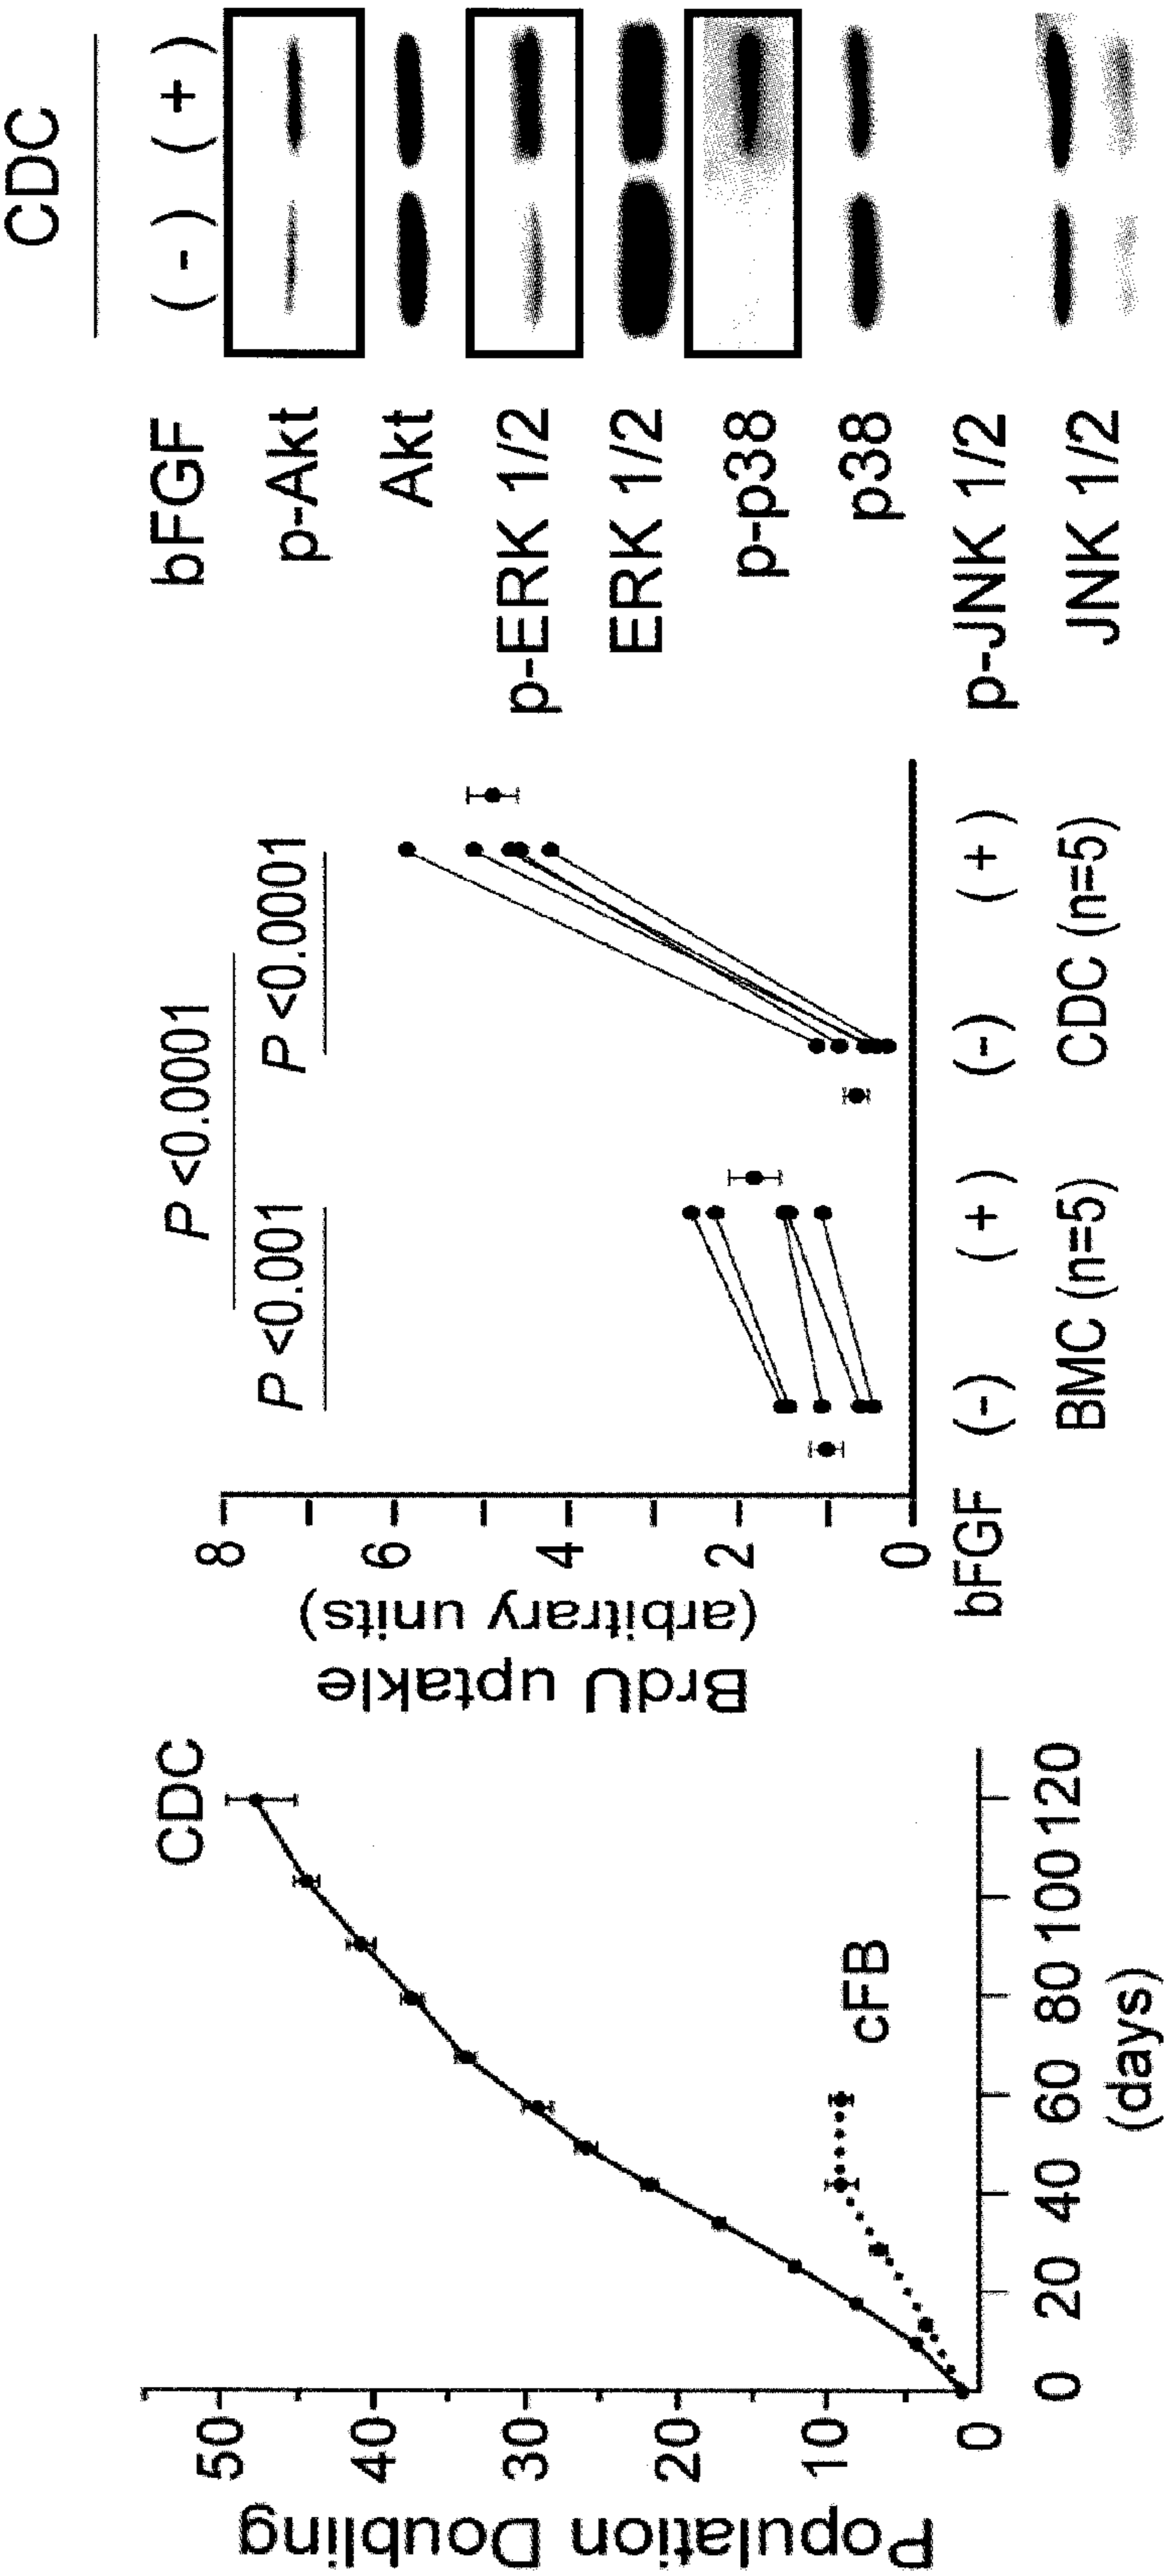 Population Doubling
50
40
30
20
10
0
0 20 40 60 80 100 120
(days)
CDC
cFB
BrdU uptakle
(arbitrary units)
8
6
4
2
0
P <0.0001
P <0.001
P <0.0001
bFGF (-) (+) (-) (+)
BMC (n=5) CDC (n=5)
CDC
bFGF (-) (+)
p-Akt
Akt
p-ERK 1/2
ERK 1/2
p-p38
p38
p-JNK 1/2
JNK 1/2